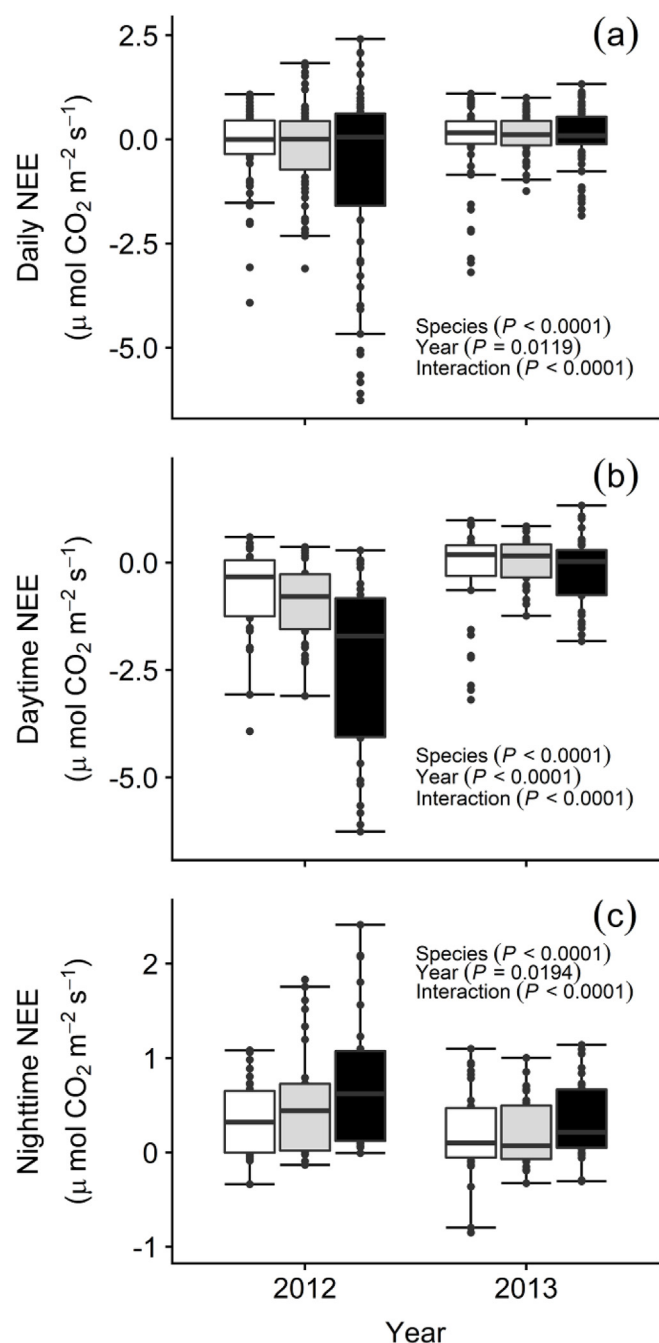 (a)
2.5
0.0
-2.5
-5.0
Daily NEE
(μ mol CO₂ m⁻² s⁻¹)
Species (P < 0.0001)
Year (P = 0.0119)
Interaction (P < 0.0001)
(b)
0.0
-2.5
-5.0
Daytime NEE
(μ mol CO₂ m⁻² s⁻¹)
Species (P < 0.0001)
Year (P < 0.0001)
Interaction (P < 0.0001)
(c)
2
1
0
-1
Nighttime NEE
(μ mol CO₂ m⁻² s⁻¹)
Species (P < 0.0001)
Year (P = 0.0194)
Interaction (P < 0.0001)
2012 2013
Year